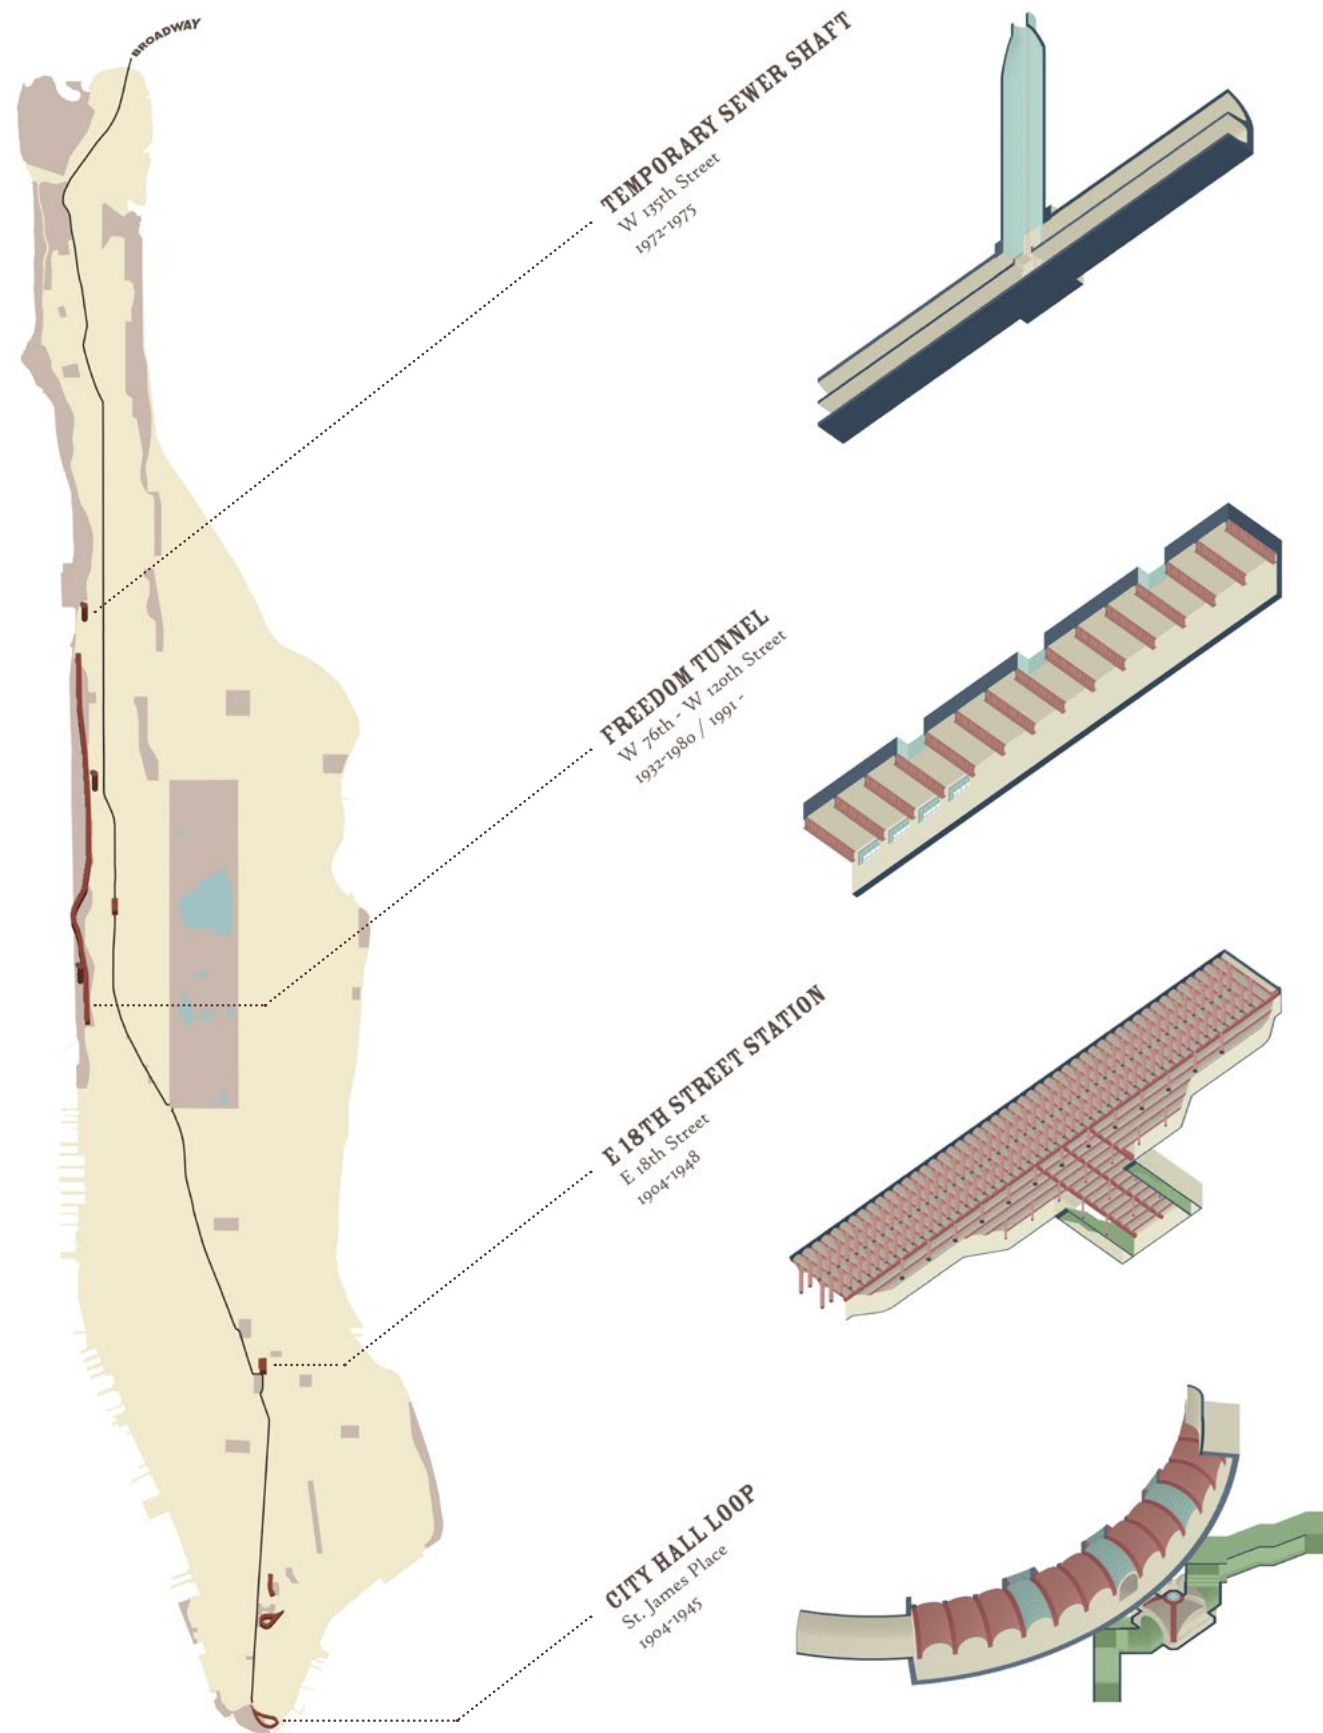 BROADWAY
TEMPORARY SEWER SHAFT
W 135th Street
1972-1975
FREEDOM TUNNEL
W 76th - W 120th Street
1932-1980 / 1991 -
E 18TH STREET STATION
E 18th Street
1904-1948
CITY HALL LOOP
St. James Place
1904-1945